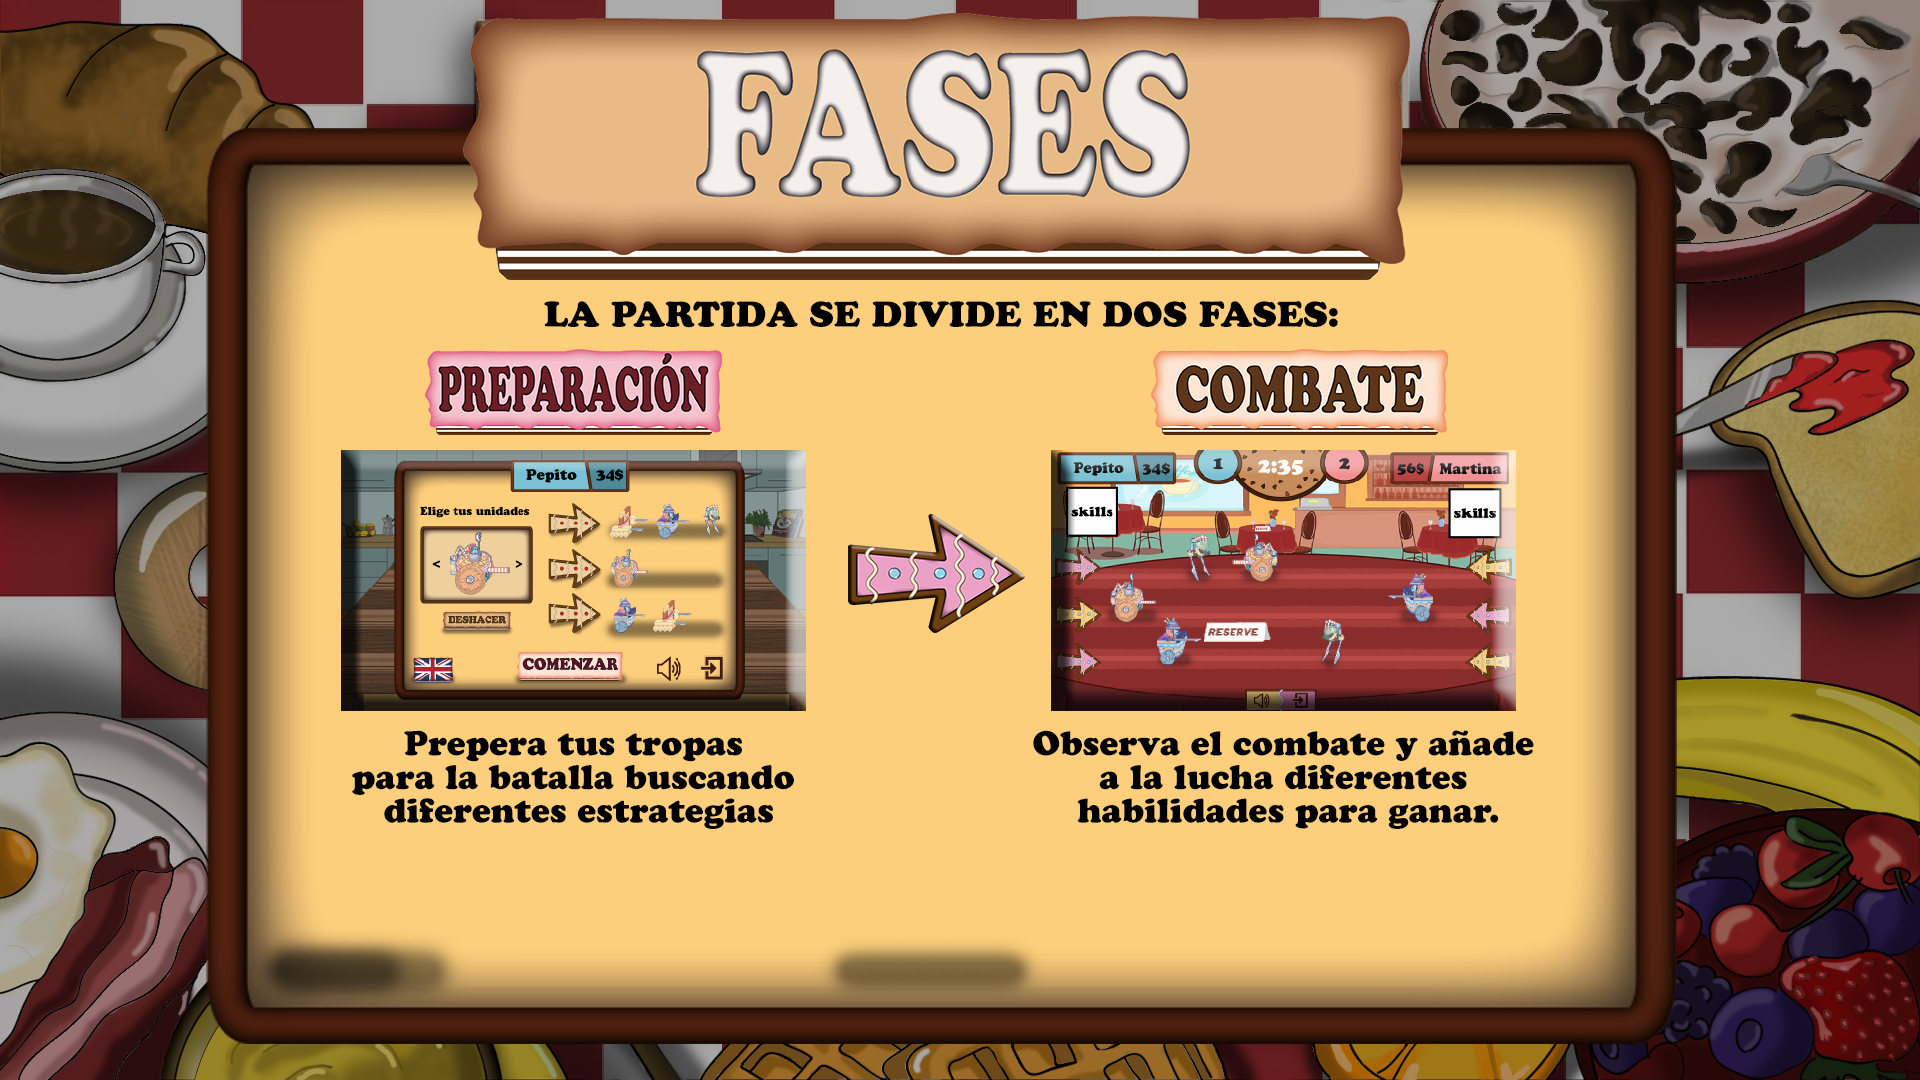 FASES
LA PARTIDA SE DIVIDE EN DOS FASES:
PREPARACIÓN
Pepito 34$
Elige tus unidades
< >
DESHACER
COMENZAR
Prepera tus tropas
para la batalla buscando
diferentes estrategias
COMBATE
Pepito 34$ 1 2:35 2 56$ Martina
skills skills
RESERVE
Observa el combate y añade
a la lucha diferentes
habilidades para ganar.